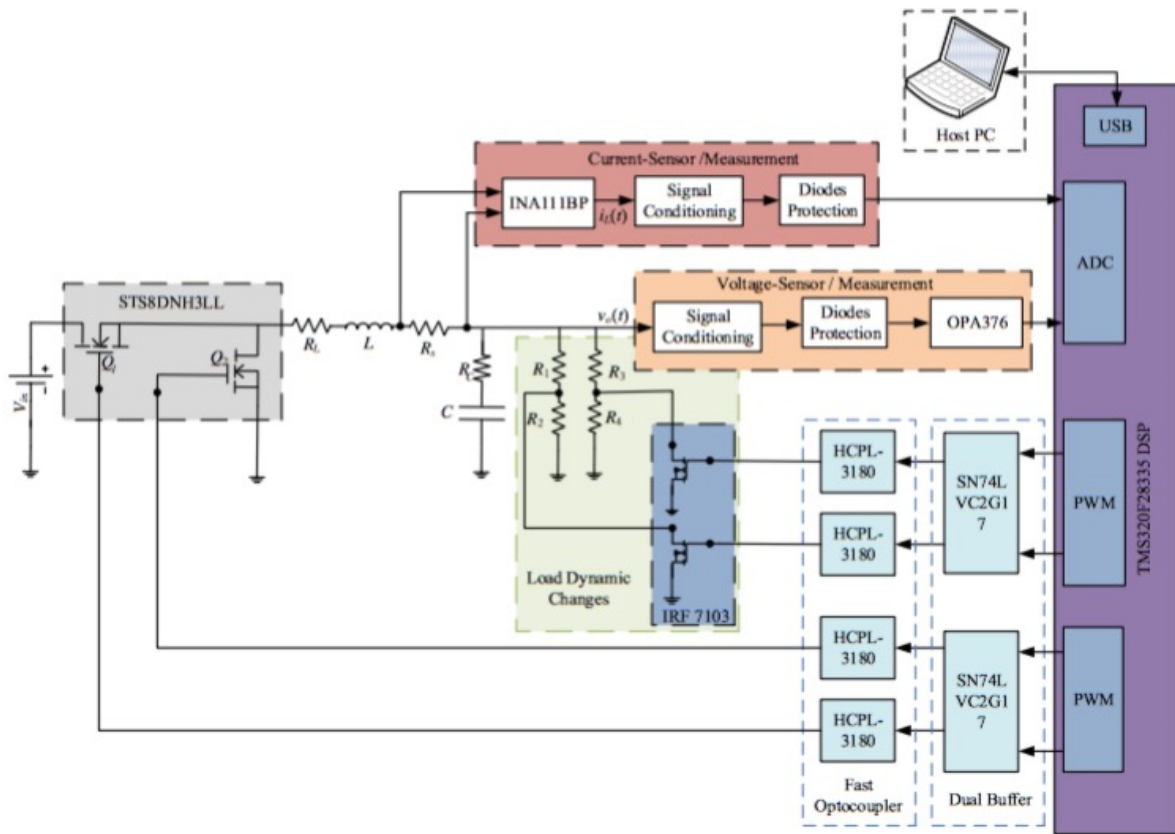 Host PC
USB
Current-Sensor /Measurement
INA111BP
iL(t)
Signal
Conditioning
Diodes
Protection
ADC
STS8DNH3LL
Voltage-Sensor / Measurement
vo(t)
Signal
Conditioning
Diodes
Protection
OPA376
Q1
Q2
RL
L
Rs
Vin
+
-
R
C
R1
R2
R3
R4
Load Dynamic
Changes
IRF 7103
HCPL-
3180
HCPL-
3180
SN74L
VC2G1
7
PWM
TMS320F28335 DSP
HCPL-
3180
HCPL-
3180
SN74L
VC2G1
7
PWM
Fast
Optocoupler
Dual Buffer